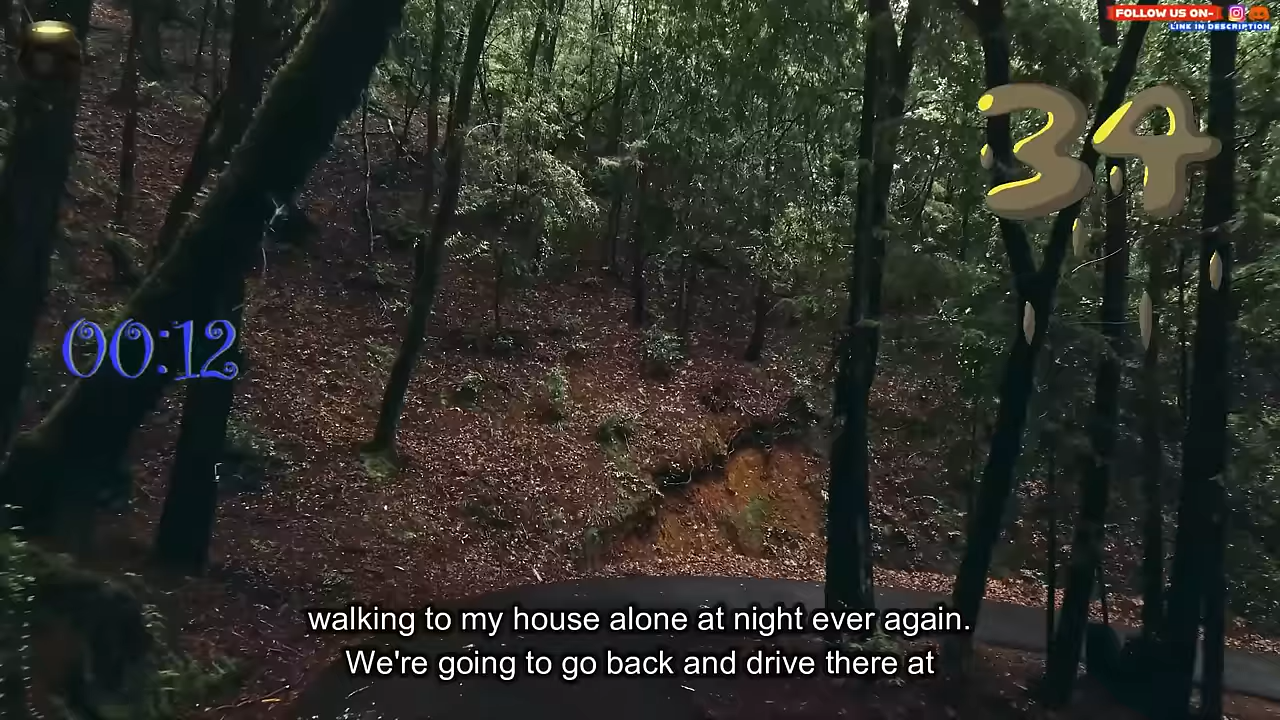 FOLLOW US ON-
LINK IN DESCRIPTION
34
00:12
walking to my house alone at night ever again.
We're going to go back and drive there at